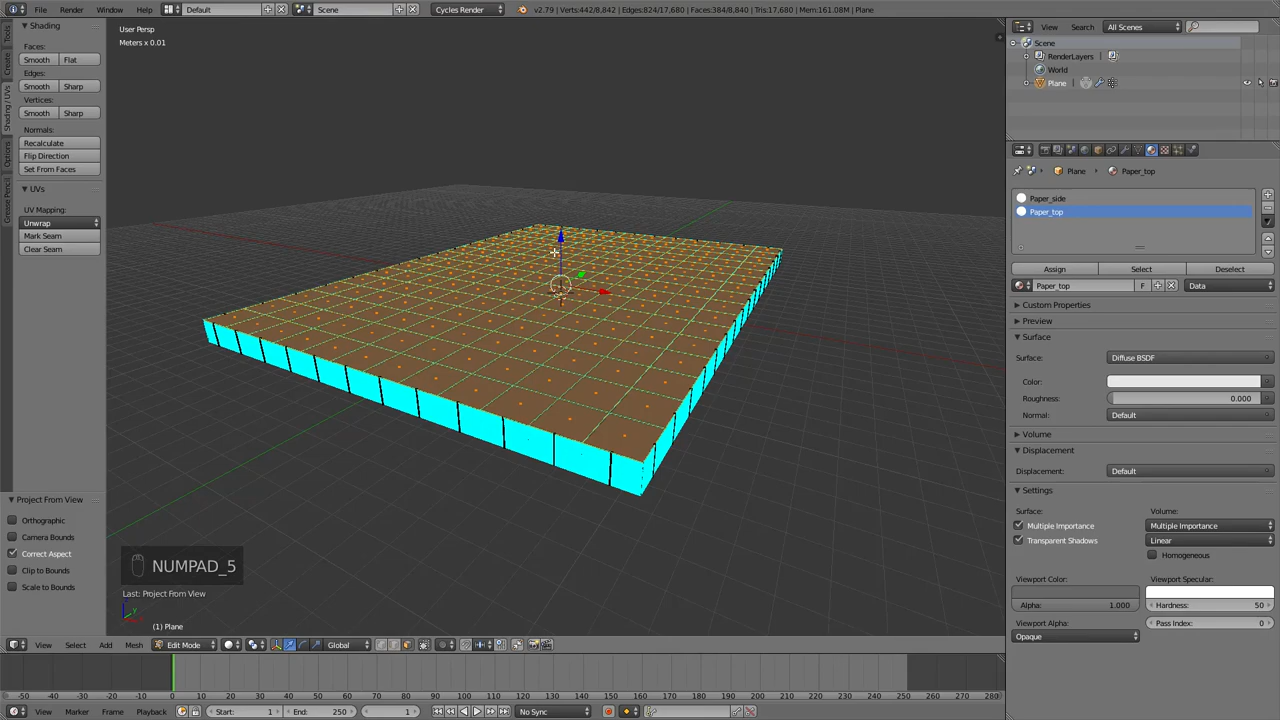 File Render Window Help Default Scene Cycles Render v2.79 | Verts:442/8,842 | Edges:824/17,680 | Faces:384/8,840 | Tris:17,680 | Mem:161.08M | Plane
Tools
Create
Shading / UVs
Options
Grease Pencil
Shading
Faces:
Smooth Flat
Edges:
Smooth Sharp
Vertices:
Smooth Sharp
Normals:
Recalculate
Flip Direction
Set From Faces
UVs
UV Mapping:
Unwrap
Mark Seam
Clear Seam
Project From View
Orthographic
Camera Bounds
Correct Aspect
Clip to Bounds
Scale to Bounds
User Persp
Meters x 0.01
NUMPAD_5
Last: Project From View
(1) Plane
View Select Add Mesh Edit Mode Global
-50 -40 -30 -20 -10 0 10 20 30 40 50 60 70 80 90 100 110 120 130 140 150 160 170 180 190 200 210 220 230 240 250 260 270 280
View Marker Frame Playback Start: 1 End: 250 1 No Sync
View Search All Scenes
Scene
RenderLayers
World
Plane
Plane Paper_top
Paper_side
Paper_top
Assign Select Deselect
Paper_top F Data
Custom Properties
Preview
Surface
Surface: Diffuse BSDF
Color:
Roughness: 0.000
Normal: Default
Volume
Displacement
Displacement: Default
Settings
Surface: Volume:
Multiple Importance Multiple Importance
Transparent Shadows Linear
Homogeneous
Viewport Color: Viewport Specular:
Alpha: 1.000 Hardness: 50
Viewport Alpha: Pass Index: 0
Opaque